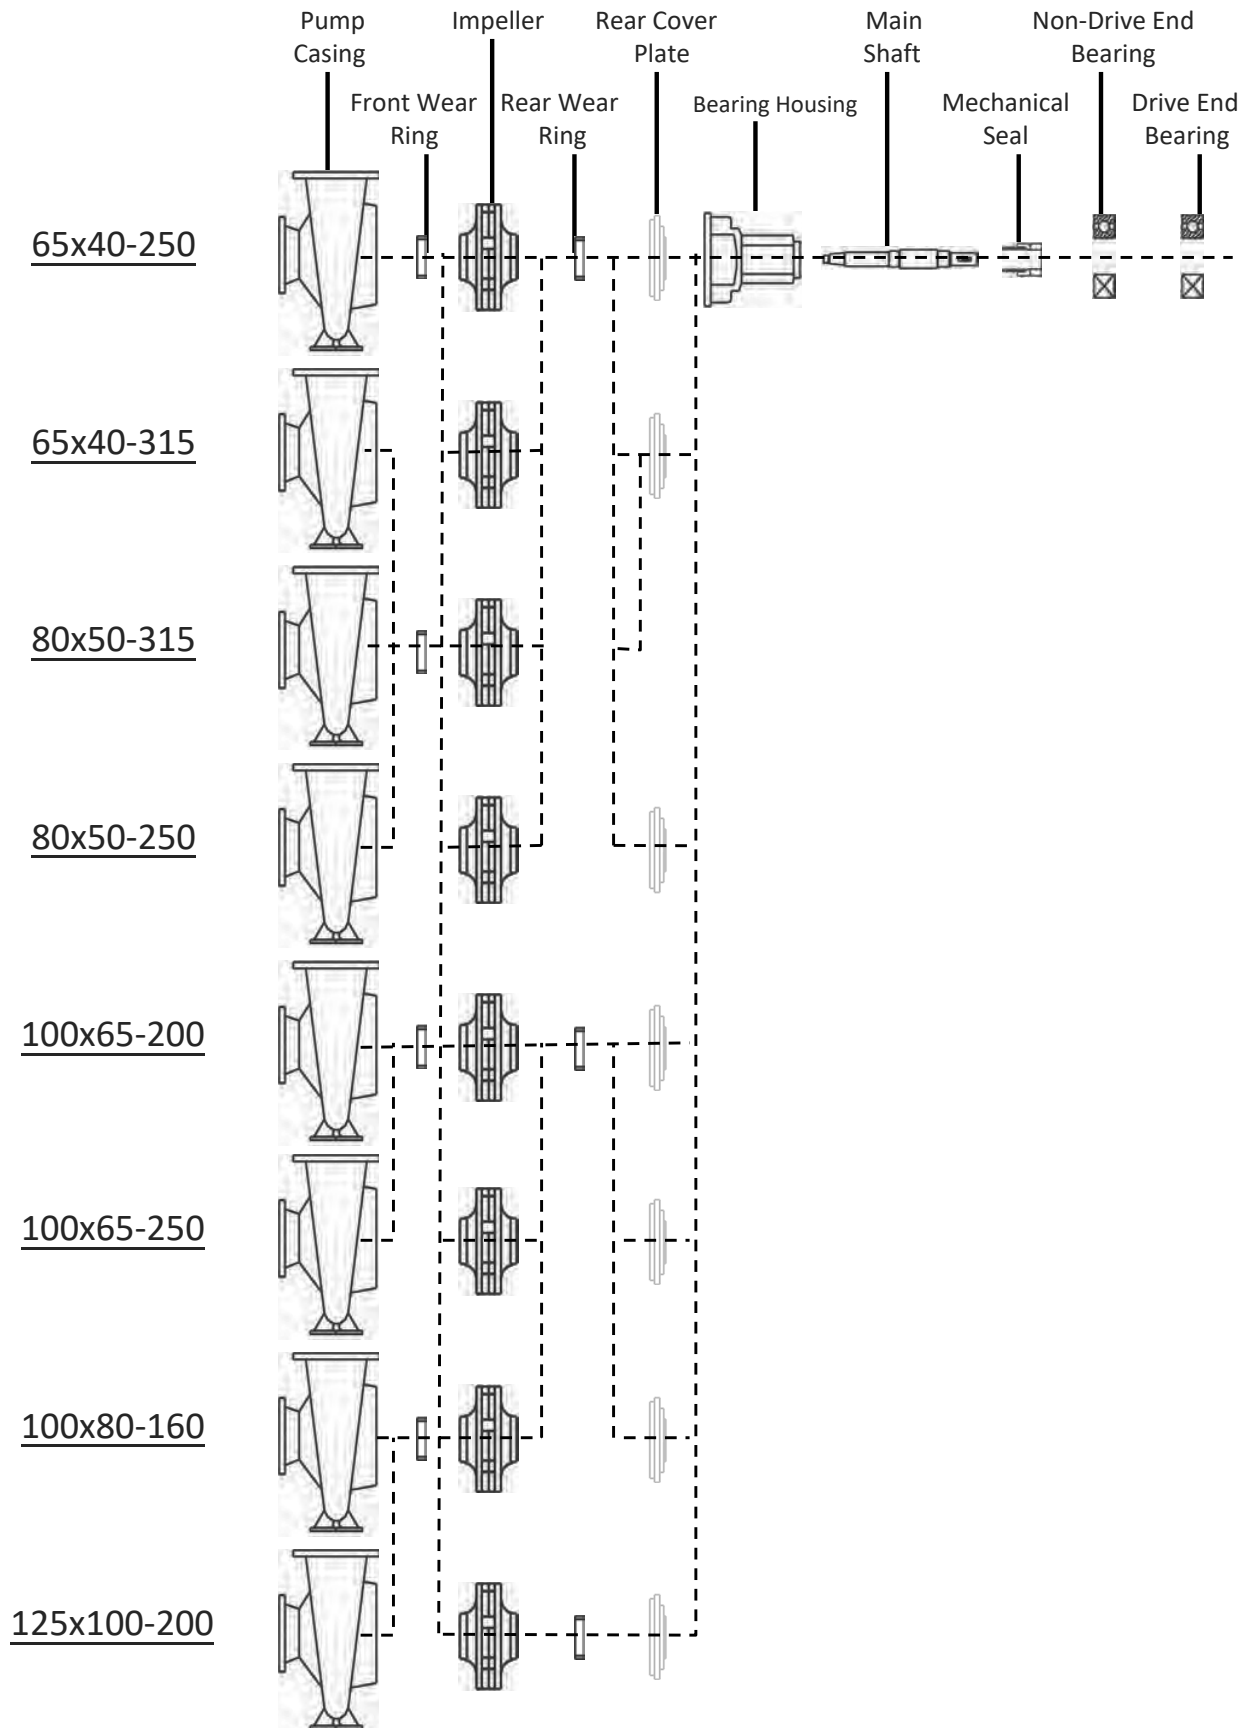 Pump
Casing
Impeller
Rear Cover
Plate
Main
Shaft
Non-Drive End
Bearing
Front Wear
Ring
Rear Wear
Ring
Bearing Housing
Mechanical
Seal
Drive End
Bearing
65x40-250
65x40-315
80x50-315
80x50-250
100x65-200
100x65-250
100x80-160
125x100-200